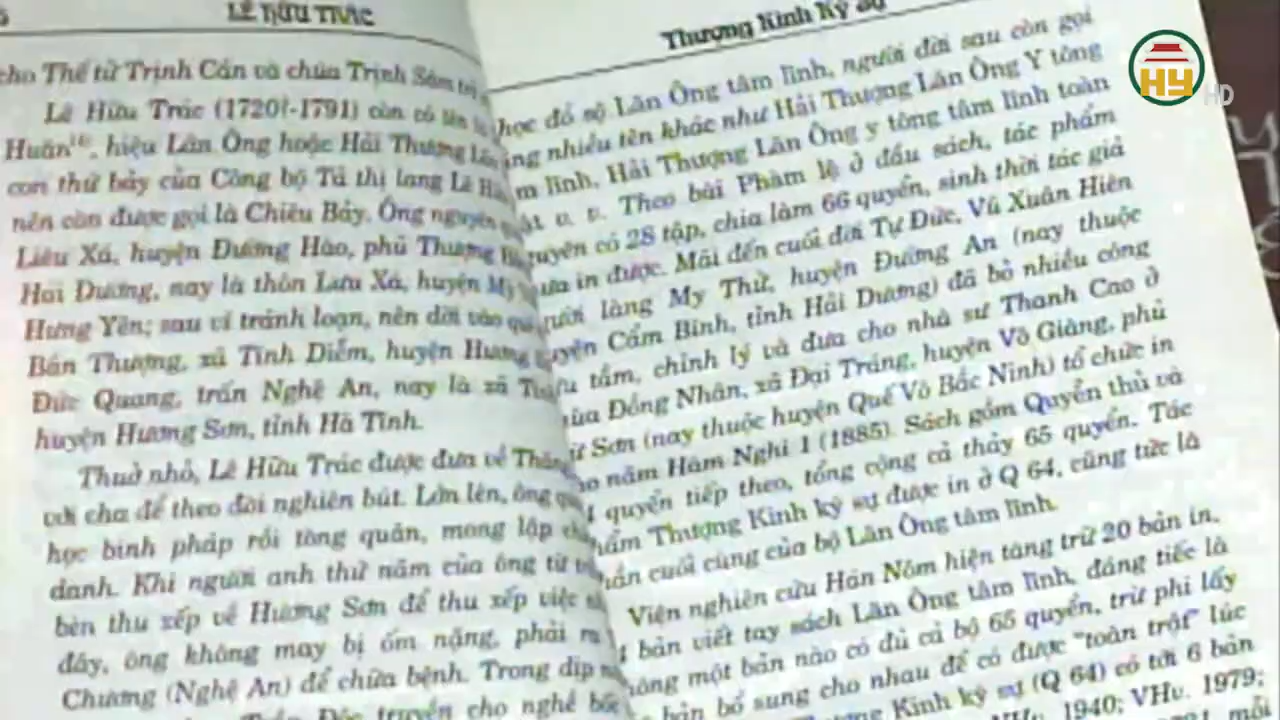 LÊ HỮU TRÁC
cho Thế tử Trịnh Cán và chúa Trịnh Sâm
Lê Hữu Trác (1720?-1791) còn có tên
Huân, hiệu Lãn Ông hoặc Hải Thượng
con thứ bảy của Công bộ Tả thị lang Lê
nên còn được gọi là Chiêu Bảy. Ông nguyên
Liêu Xá, huyện Đường Hào, phủ Thượng
Hải Dương, nay là thôn Lưu Xá, huyện Mỹ
Hưng Yên; sau vì tránh loạn, nên dời vào quê
Bầu Thượng, xã Tình Diễm, huyện Hương
Đức Quang, trấn Nghệ An, nay là xã
huyện Hương Sơn, tỉnh Hà Tĩnh.
Thuở nhỏ, Lê Hữu Trác được đưa về Thăng
với cha để theo đòi nghiên bút. Lớn lên, ông
học binh pháp rồi tòng quân, mong lập
danh. Khi người anh thứ năm của ông từ
bèn thu xếp về Hương Sơn để thu xếp việc
đây, ông không may bị ốm nặng, phải ra
Chương (Nghệ An) để chữa bệnh. Trong dịp
Trần Độc truyền cho nghề bốc
Thượng Kinh Ký Sự
học đồ sộ Lãn Ông tâm lĩnh, người đời sau còn gọi
nhiều tên khác như Hải Thượng Lãn Ông Y tông
lĩnh, Hải Thượng Lãn Ông y tông tâm lĩnh toàn
v. v. Theo bài Phàm lệ ở đầu sách, tác phẩm
có 28 tập, chia làm 66 quyển, sinh thời tác giả
in được. Mãi đến cuối đời Tự Đức, Vũ Xuân Hiên
làng My Thử, huyện Đường An (nay thuộc
Cẩm Bình, tỉnh Hải Dương) đã bỏ nhiều công
tầm, chỉnh lý và đưa cho nhà sư Thanh Cao ở
Đồng Nhân, xã Đại Tráng, huyện Võ Giàng, phủ
Sơn (nay thuộc huyện Quế Võ Bắc Ninh) tổ chức in
năm Hàm Nghi 1 (1885). Sách gồm Quyển thủ và
quyển tiếp theo, tổng cộng cả thảy 65 quyển. Tác
Thượng Kinh ký sự được in ở Q 64, cũng tức là
cuối cùng của bộ Lãn Ông tâm lĩnh.
Viện nghiên cứu Hán Nôm hiện tàng trữ 20 bản in,
bản viết tay sách Lãn Ông tâm lĩnh, đáng tiếc là
một bản nào có đủ cả bộ 65 quyển, trừ phi lấy
bản bổ sung cho nhau để có được "toàn trật" lúc
Kinh ký sự (Q 64) có tới 6 bản
1940; VHv. 1979;
mỗi
HY HD